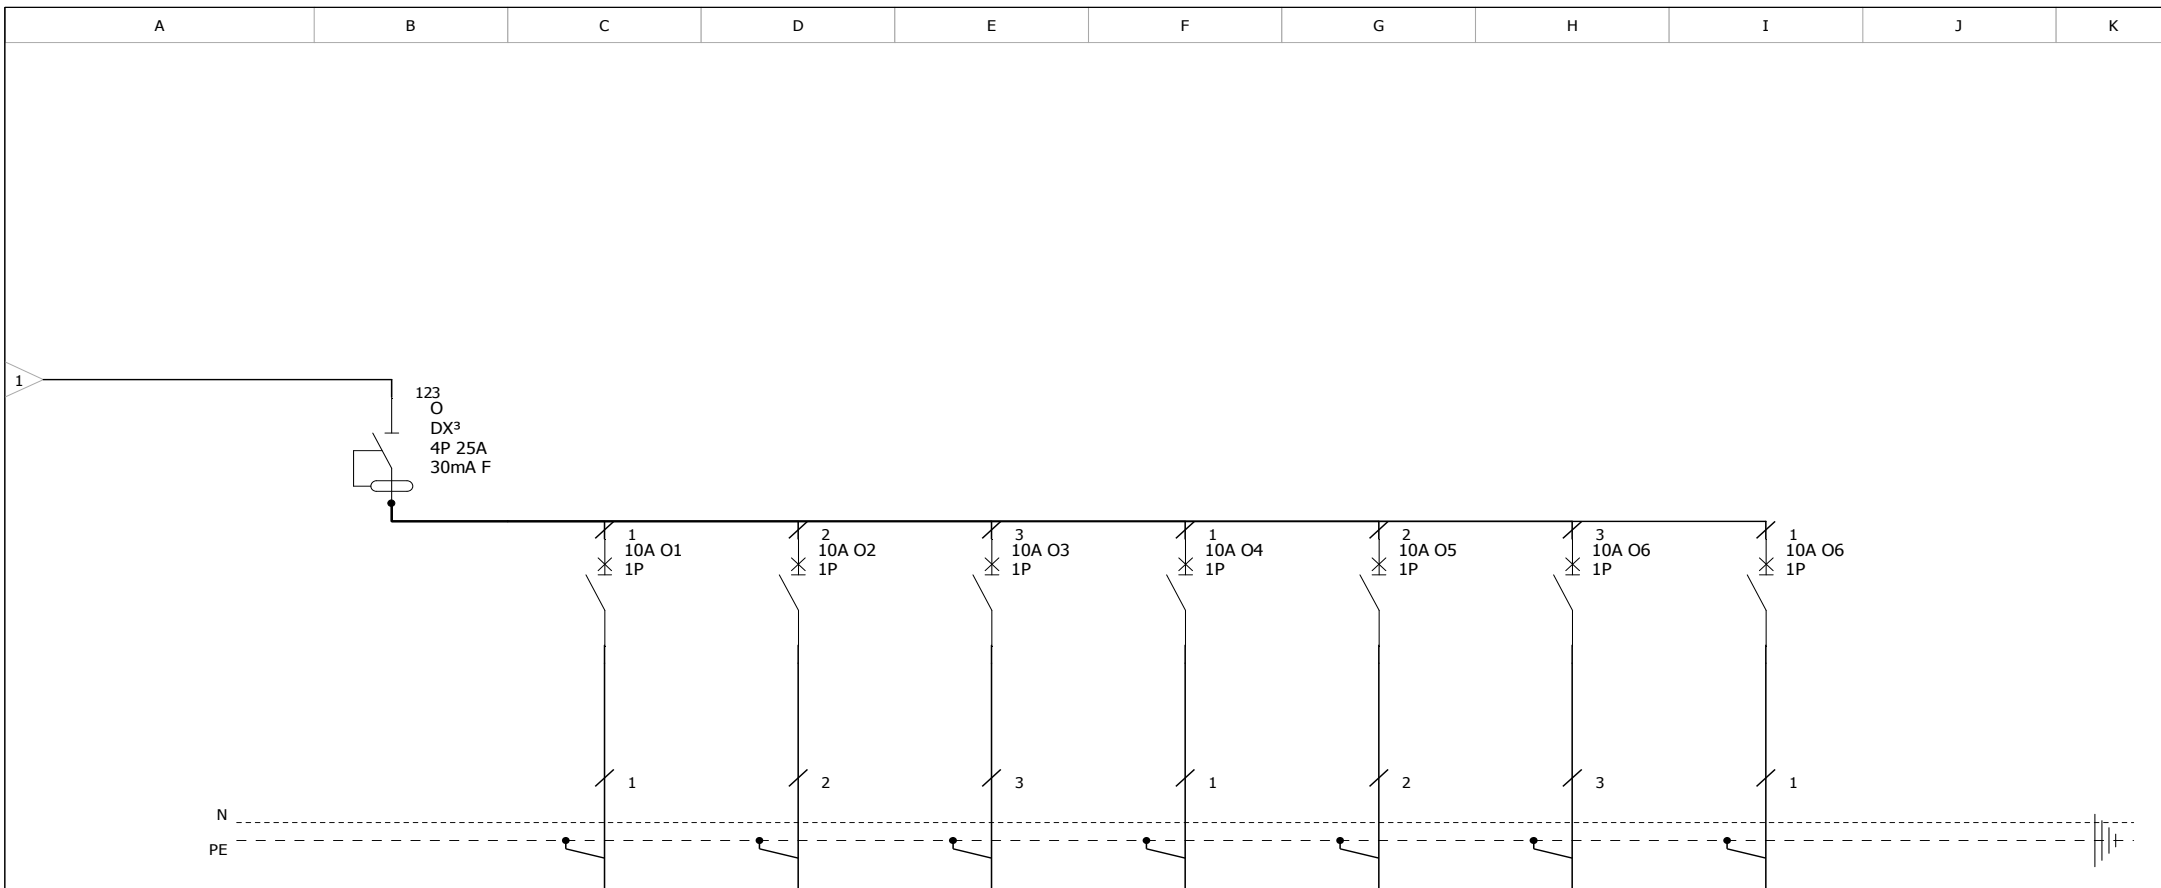 A B C D E F G H I J K
1
123
O
DX³
4P 25A
30mA F
1 2 3 1 2 3 1
10A O1 10A O2 10A O3 10A O4 10A O5 10A O6 10A O6
1P 1P 1P 1P 1P 1P 1P
1 2 3 1 2 3 1
N
PE